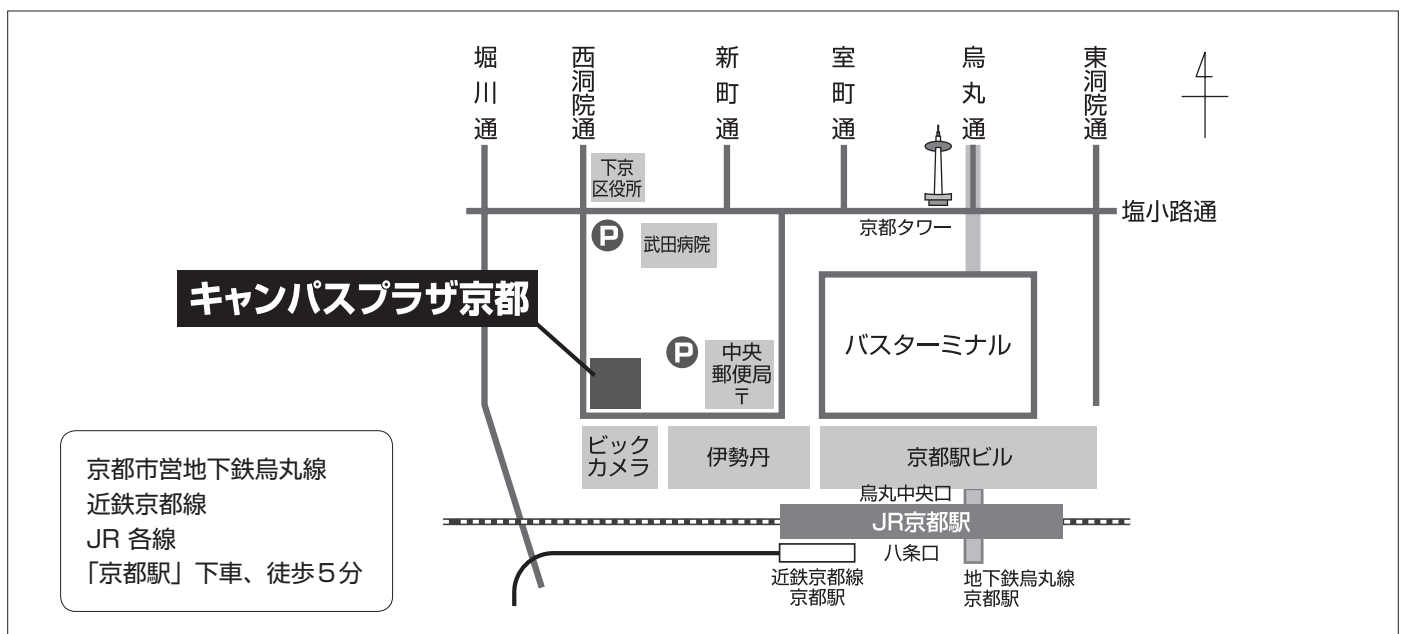 堀川通
西洞院通
新町通
室町通
烏丸通
東洞院通
下京
区役所
塩小路通
京都タワー
P
武田病院
キャンパスプラザ京都
バスターミナル
P
中央
郵便局
〒
ビック
カメラ
伊勢丹
京都駅ビル
烏丸中央口
JR京都駅
八条口
近鉄京都線
京都駅
地下鉄烏丸線
京都駅
京都市営地下鉄烏丸線
近鉄京都線
JR 各線
「京都駅」下車、徒歩5分